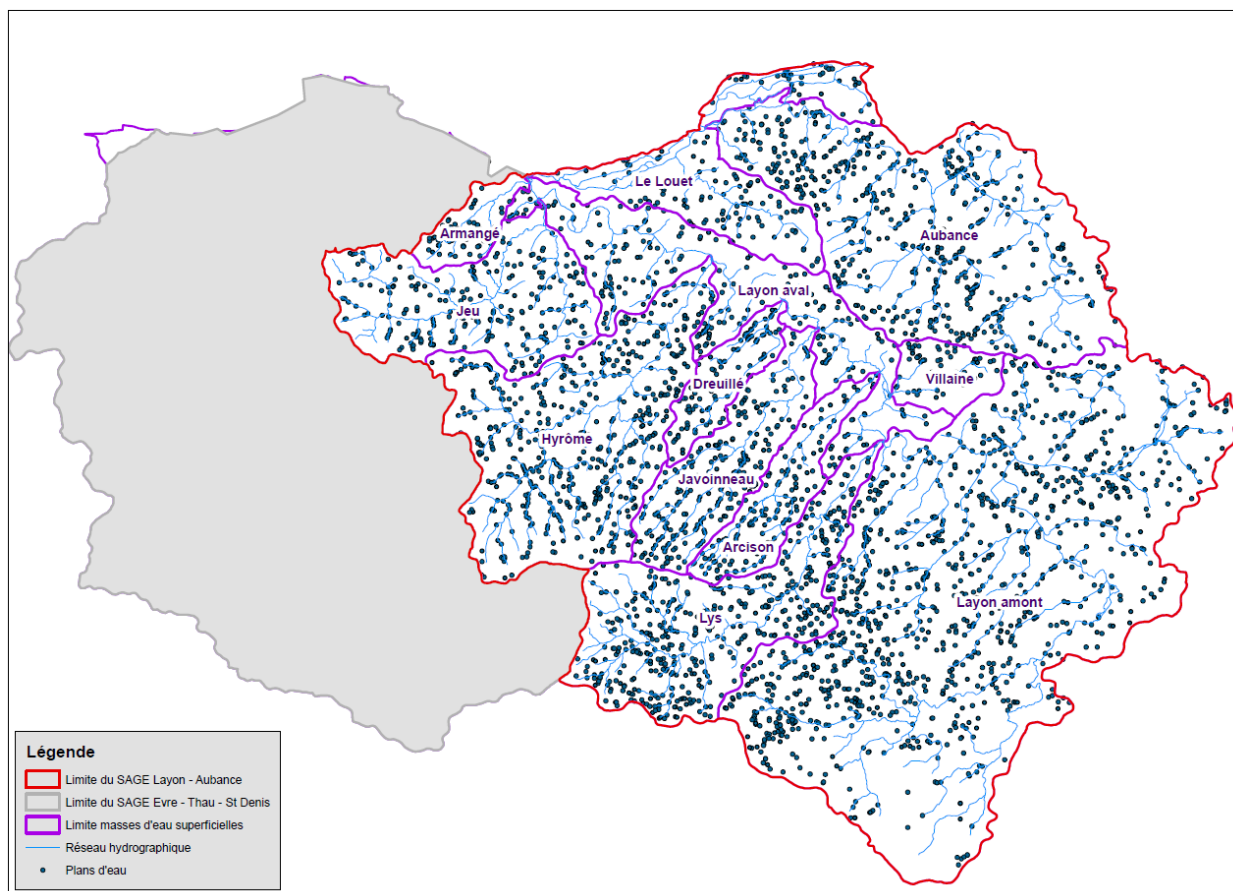 Le Louet
Armangé
Aubance
Layon aval
Jeu
Villaine
Dreuillé
Hyrôme
Javoinneau
Arcison
Layon amont
Lys
Légende
Limite du SAGE Layon - Aubance
Limite du SAGE Evre - Thau - St Denis
Limite masses d'eau superficielles
Réseau hydrographique
Plans d'eau